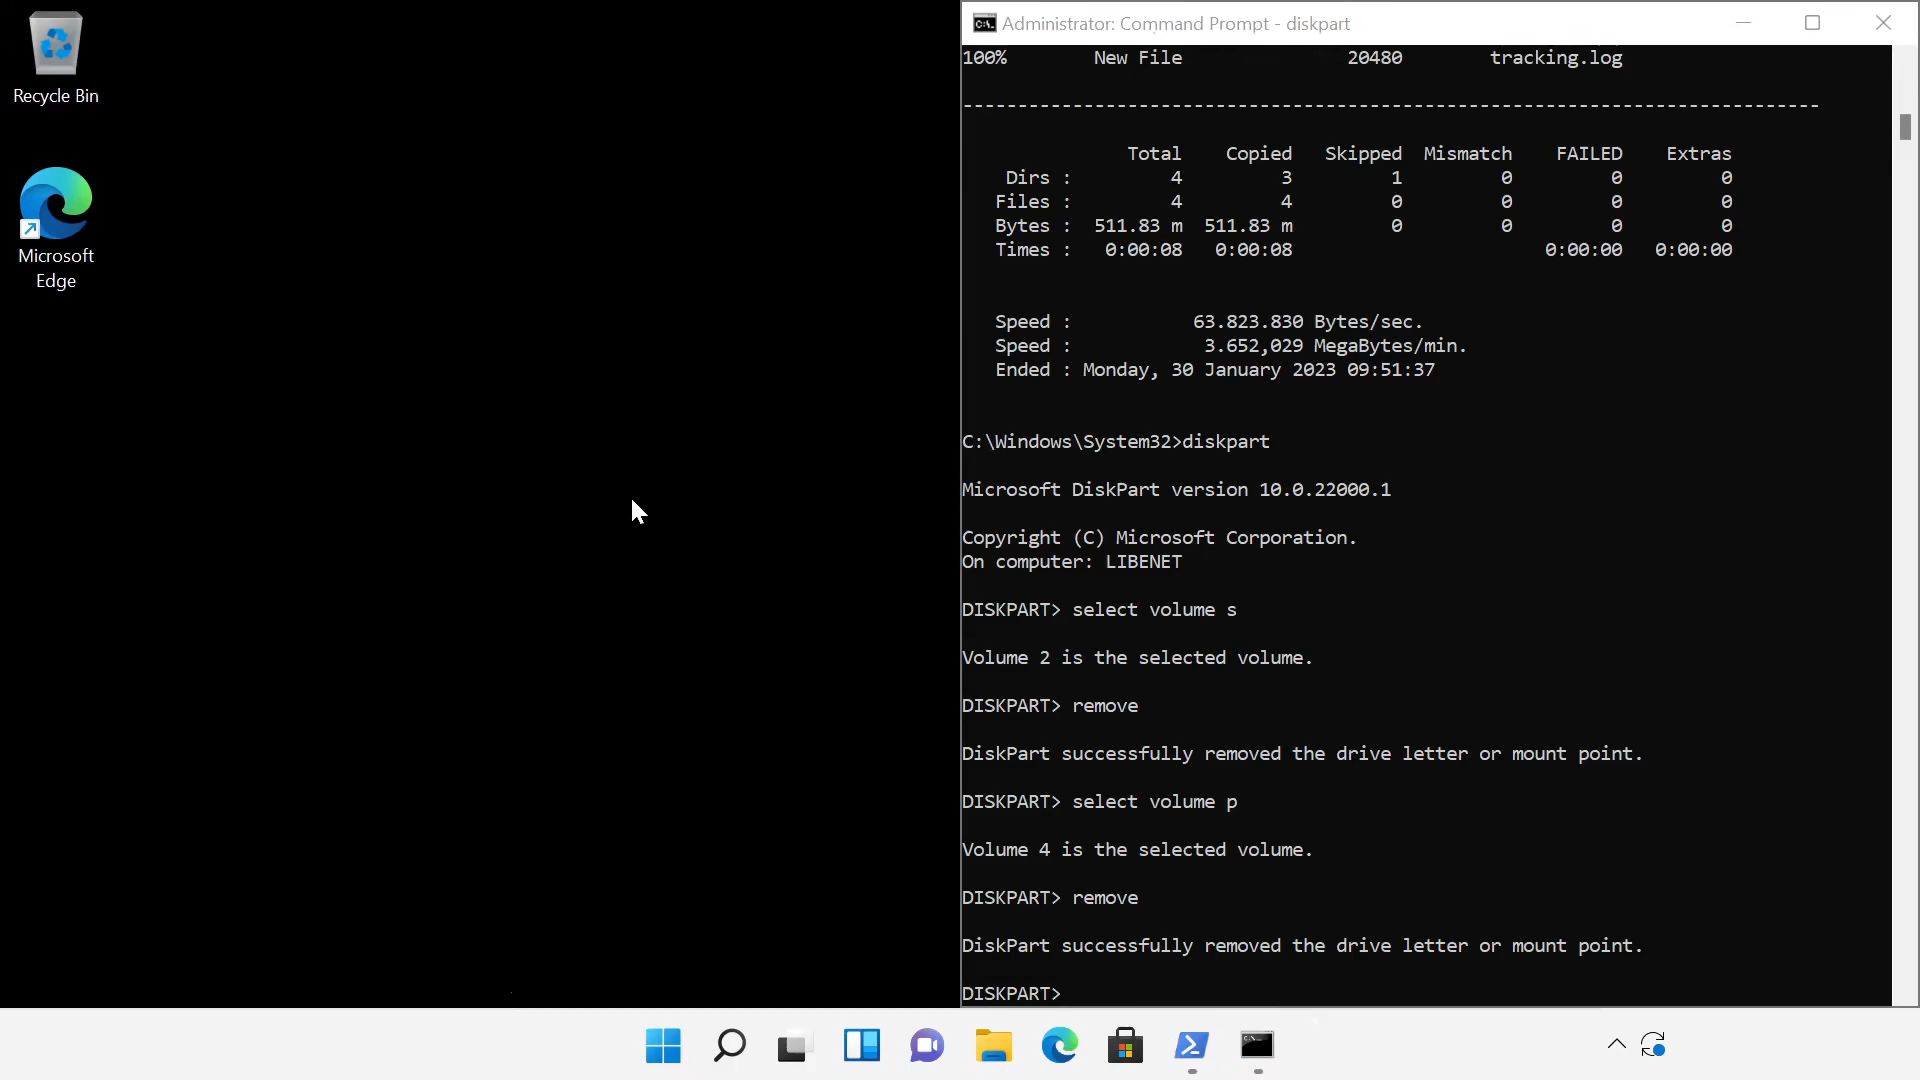 Recycle Bin
Microsoft
Edge
Administrator: Command Prompt - diskpart
100% New File 20480 tracking.log
------------------------------------------------------------------------------
Total Copied Skipped Mismatch FAILED Extras
Dirs : 4 3 1 0 0 0
Files : 4 4 0 0 0 0
Bytes : 511.83 m 511.83 m 0 0 0 0
Times : 0:00:08 0:00:08 0:00:00 0:00:00
Speed : 63.823.830 Bytes/sec.
Speed : 3.652,029 MegaBytes/min.
Ended : Monday, 30 January 2023 09:51:37
C:\Windows\System32>diskpart
Microsoft DiskPart version 10.0.22000.1
Copyright (C) Microsoft Corporation.
On computer: LIBENET
DISKPART> select volume s
Volume 2 is the selected volume.
DISKPART> remove
DiskPart successfully removed the drive letter or mount point.
DISKPART> select volume p
Volume 4 is the selected volume.
DISKPART> remove
DiskPart successfully removed the drive letter or mount point.
DISKPART>